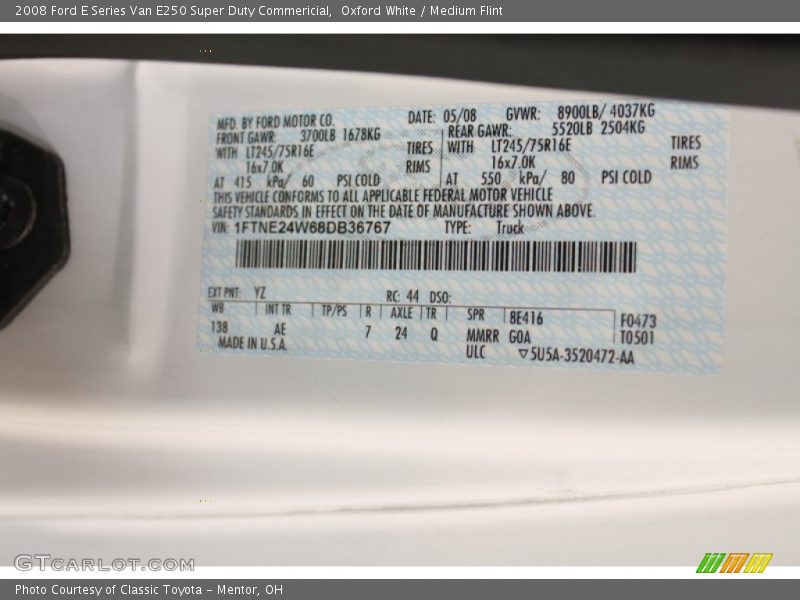 2008 Ford E Series Van E250 Super Duty Commericial, Oxford White / Medium Flint
MFD. BY FORD MOTOR CO. DATE: 05/08 GVWR: 8900LB/ 4037KG
FRONT GAWR: 3700LB 1678KG REAR GAWR: 5520LB 2504KG
WITH LT245/75R16E TIRES WITH LT245/75R16E TIRES
16x7.0K RIMS 16x7.0K RIMS
AT 415 kPa/ 60 PSI COLD AT 550 kPa/ 80 PSI COLD
THIS VEHICLE CONFORMS TO ALL APPLICABLE FEDERAL MOTOR VEHICLE
SAFETY STANDARDS IN EFFECT ON THE DATE OF MANUFACTURE SHOWN ABOVE.
VIN: 1FTNE24W68DB36767 TYPE: Truck
EXT PNT: YZ RC: 44 DSO:
WB INT TR TP/PS R AXLE TR SPR 8E416 F0473
138 AE 7 24 Q MMRR GOA T0501
MADE IN U.S.A. ULC ▽5U5A-3520472-AA
GTCARLOT.COM
Photo Courtesy of Classic Toyota - Mentor, OH